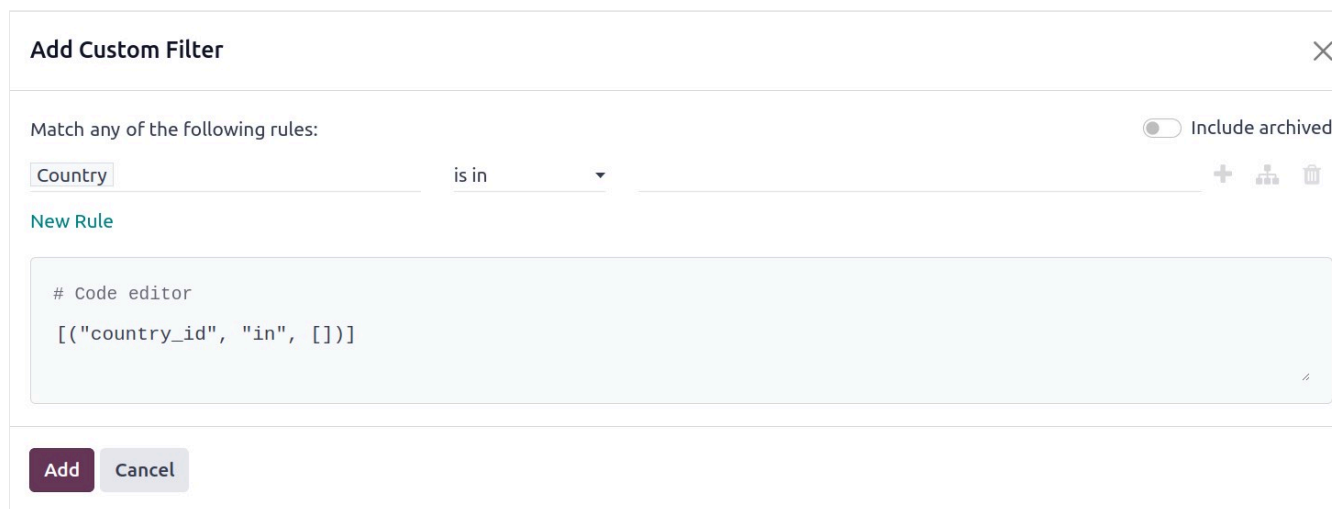 Add Custom Filter
Match any of the following rules:
Include archived
Country is in
New Rule
# Code editor
[("country_id", "in", [])]
Add Cancel